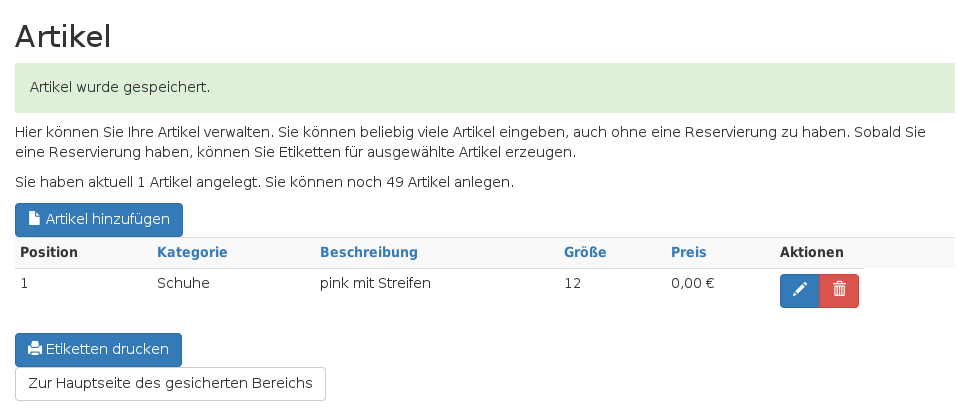 Artikel
Artikel wurde gespeichert.
Hier können Sie Ihre Artikel verwalten. Sie können beliebig viele Artikel eingeben, auch ohne eine Reservierung zu haben. Sobald Sie
eine Reservierung haben, können Sie Etiketten für ausgewählte Artikel erzeugen.
Sie haben aktuell 1 Artikel angelegt. Sie können noch 49 Artikel anlegen.
Artikel hinzufügen
Position Kategorie Beschreibung Größe Preis Aktionen
1 Schuhe pink mit Streifen 12 0,00 €
Etiketten drucken
Zur Hauptseite des gesicherten Bereichs